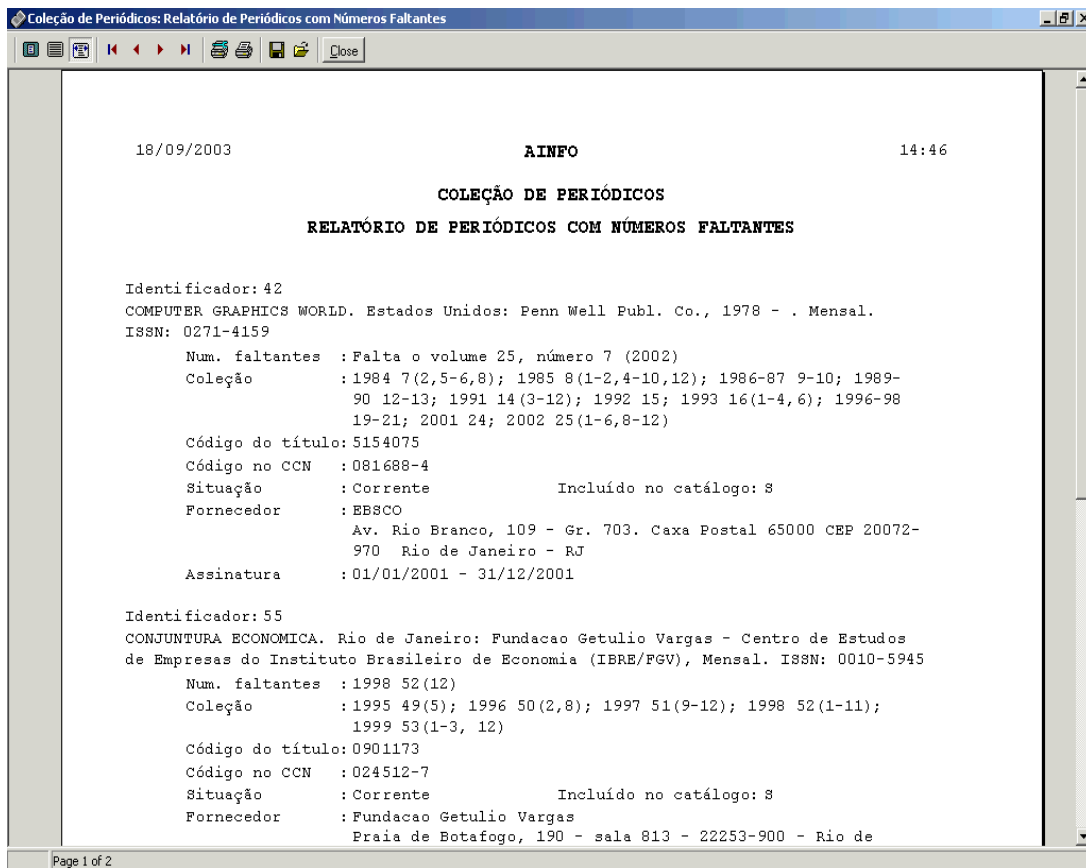 Coleção de Periódicos: Relatório de Periódicos com Números Faltantes
Close
18/09/2003 AINFO 14:46
COLEÇÃO DE PERIÓDICOS
RELATÓRIO DE PERIÓDICOS COM NÚMEROS FALTANTES
Identificador: 42
COMPUTER GRAPHICS WORLD. Estados Unidos: Penn Well Publ. Co., 1978 - . Mensal.
ISSN: 0271-4159
Num. faltantes : Falta o volume 25, número 7 (2002)
Coleção : 1984 7(2,5-6,8); 1985 8(1-2,4-10,12); 1986-87 9-10; 1989-
90 12-13; 1991 14(3-12); 1992 15; 1993 16(1-4,6); 1996-98
19-21; 2001 24; 2002 25(1-6,8-12)
Código do título: 5154075
Código no CCN : 081688-4
Situação : Corrente Incluído no catálogo: S
Fornecedor : EBSCO
Av. Rio Branco, 109 - Gr. 703. Caxa Postal 65000 CEP 20072-
970 Rio de Janeiro - RJ
Assinatura : 01/01/2001 - 31/12/2001
Identificador: 55
CONJUNTURA ECONOMICA. Rio de Janeiro: Fundacao Getulio Vargas - Centro de Estudos
de Empresas do Instituto Brasileiro de Economia (IBRE/FGV), Mensal. ISSN: 0010-5945
Num. faltantes : 1998 52(12)
Coleção : 1995 49(5); 1996 50(2,8); 1997 51(9-12); 1998 52(1-11);
1999 53(1-3, 12)
Código do título: 0901173
Código no CCN : 024512-7
Situação : Corrente Incluído no catálogo: S
Fornecedor : Fundacao Getulio Vargas
Praia de Botafogo, 190 - sala 813 - 22253-900 - Rio de
Page 1 of 2